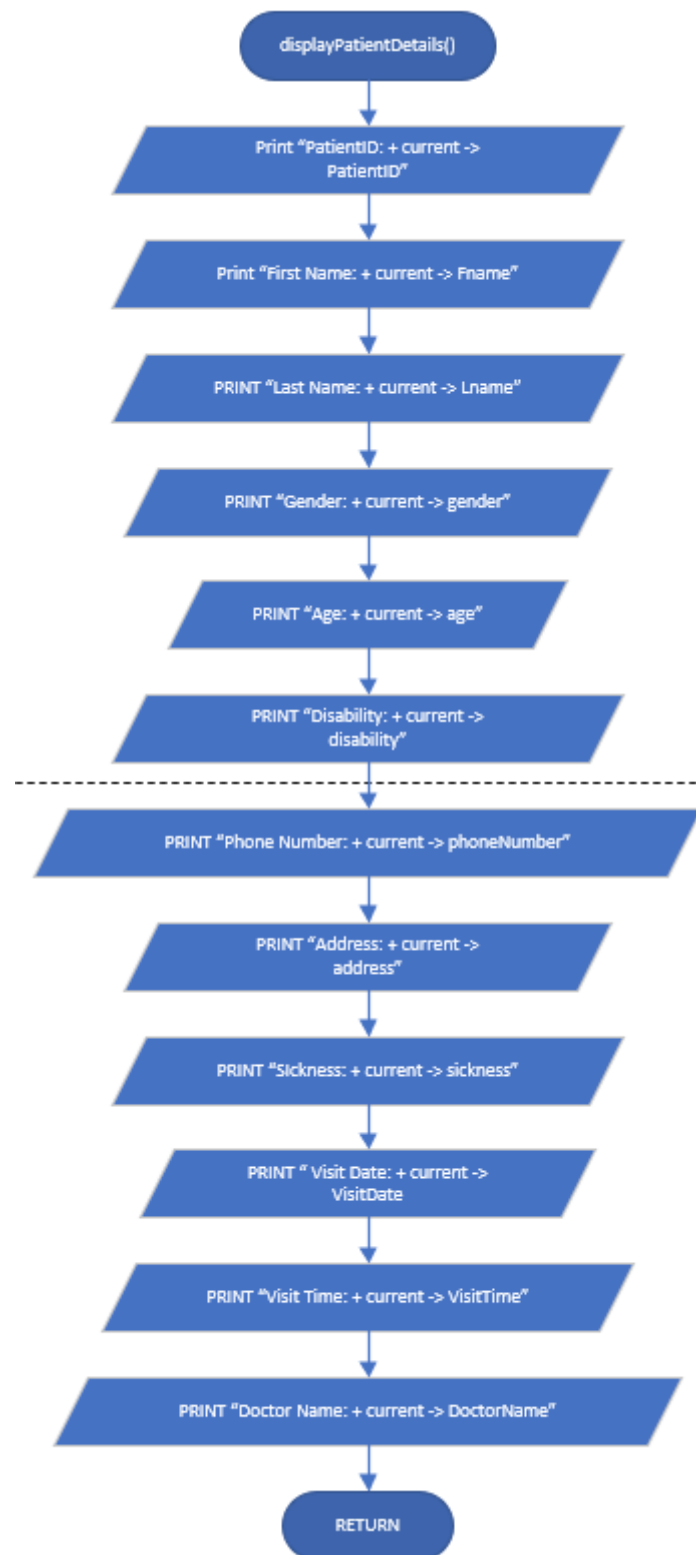 displayPatientDetails()
Print “PatientID: + current ->
PatientID”
Print “First Name: + current -> Fname”
PRINT “Last Name: + current -> Lname”
PRINT “Gender: + current -> gender”
PRINT “Age: + current -> age”
PRINT “Disability: + current ->
disability”
PRINT “Phone Number: + current -> phoneNumber”
PRINT “Address: + current ->
address”
PRINT “SIckness: + current -> sickness”
PRINT “ Visit Date: + current ->
VisitDate
PRINT “Visit Time: + current -> VisitTime”
PRINT “Doctor Name: + current -> DoctorName”
RETURN